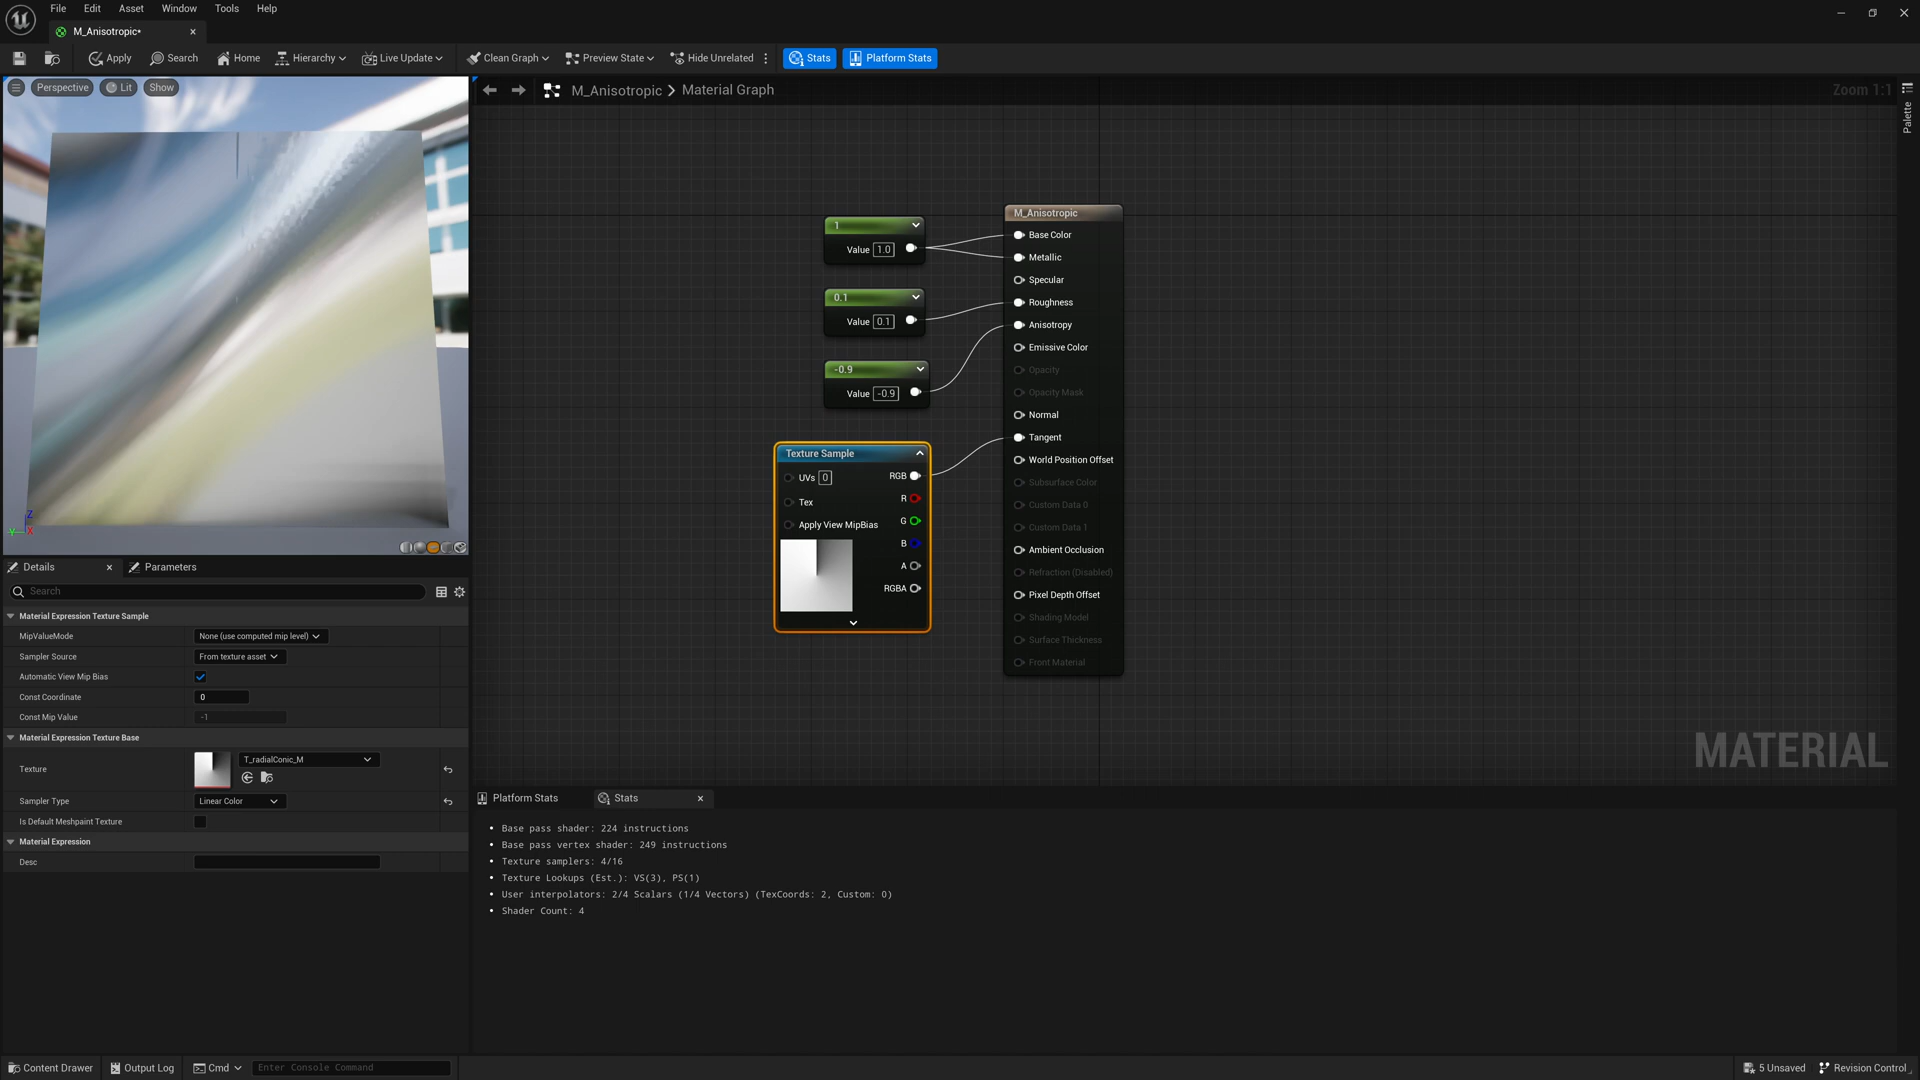 File Edit Asset Window Tools Help
M_Anisotropic*
Apply Search Home Hierarchy Live Update Clean Graph Preview State Hide Unrelated Stats Platform Stats
Perspective Lit Show
M_Anisotropic Material Graph
Zoom 1:1
Palette
1
Value 1.0
0.1
Value 0.1
-0.9
Value -0.9
Texture Sample
UVs 0 RGB
Tex R
Apply View MipBias G
B
A
RGBA
M_Anisotropic
Base Color
Metallic
Specular
Roughness
Anisotropy
Emissive Color
Opacity
Opacity Mask
Normal
Tangent
World Position Offset
Subsurface Color
Custom Data 0
Custom Data 1
Ambient Occlusion
Refraction (Disabled)
Pixel Depth Offset
Shading Model
Surface Thickness
Front Material
MATERIAL
Z
Y X
Details Parameters
Search
Material Expression Texture Sample
MipValueMode None (use computed mip level)
Sampler Source From texture asset
Automatic View Mip Bias
Const Coordinate 0
Const Mip Value -1
Material Expression Texture Base
Texture T_radialConic_M
Sampler Type Linear Color
Is Default Meshpaint Texture
Material Expression
Desc
Platform Stats Stats
• Base pass shader: 224 instructions
• Base pass vertex shader: 249 instructions
• Texture samplers: 4/16
• Texture Lookups (Est.): VS(3), PS(1)
• User interpolators: 2/4 Scalars (1/4 Vectors) (TexCoords: 2, Custom: 0)
• Shader Count: 4
Content Drawer Output Log Cmd Enter Console Command 5 Unsaved Revision Control